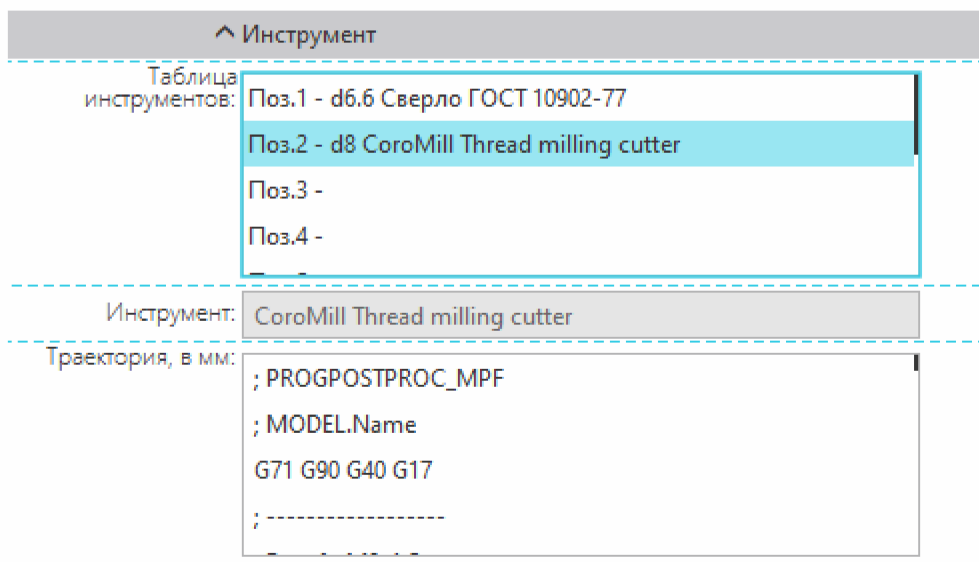 Инструмент
Таблица
инструментов:
Поз.1 - d6.6 Сверло ГОСТ 10902-77
Поз.2 - d8 CoroMill Thread milling cutter
Поз.3 -
Поз.4 -
Инструмент:
CoroMill Thread milling cutter
Траектория, в мм:
; PROGPOSTPROC_MPF
; MODEL.Name
G71 G90 G40 G17
; ------------------